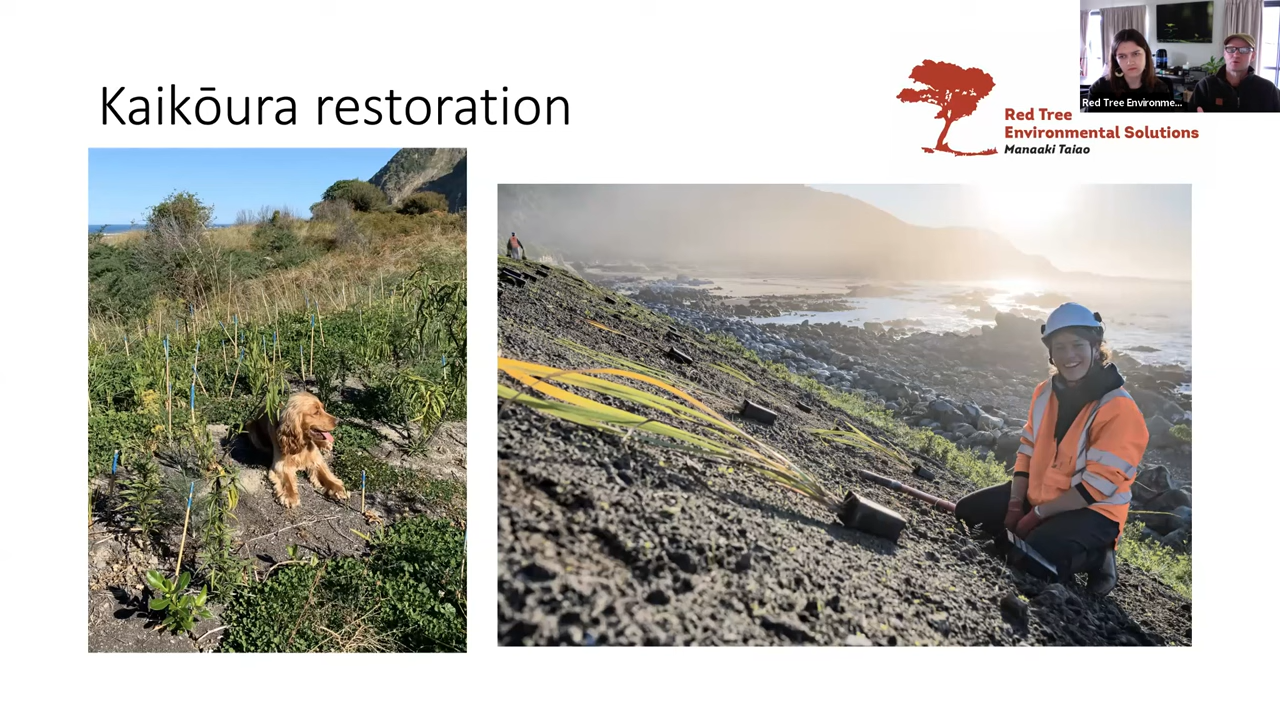 Kaikōura restoration
Red Tree
Environmental Solutions
Manaaki Taiao
Red Tree Environme...